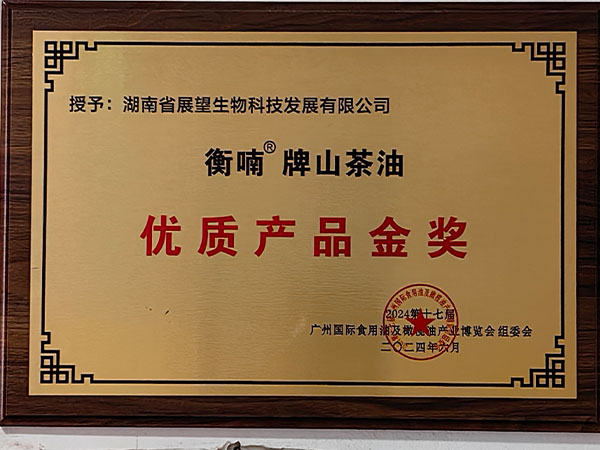 授予：湖南省展望生物科技发展有限公司
衡喃®牌山茶油
优质产品金奖
2024第十七届
广州国际食用油及橄榄油产业博览会组委会
二〇二四年六月